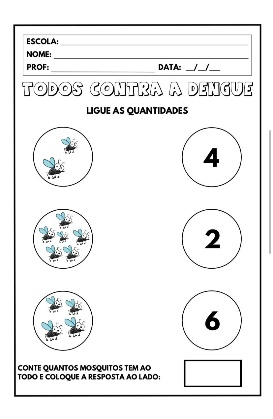 ESCOLA:
NOME:
PROF: DATA: __/__/__
TODOS CONTRA A DENGUE
LIGUE AS QUANTIDADES
4
2
6
CONTE QUANTOS MOSQUITOS TEM AO
TODO E COLOQUE A RESPOSTA AO LADO: